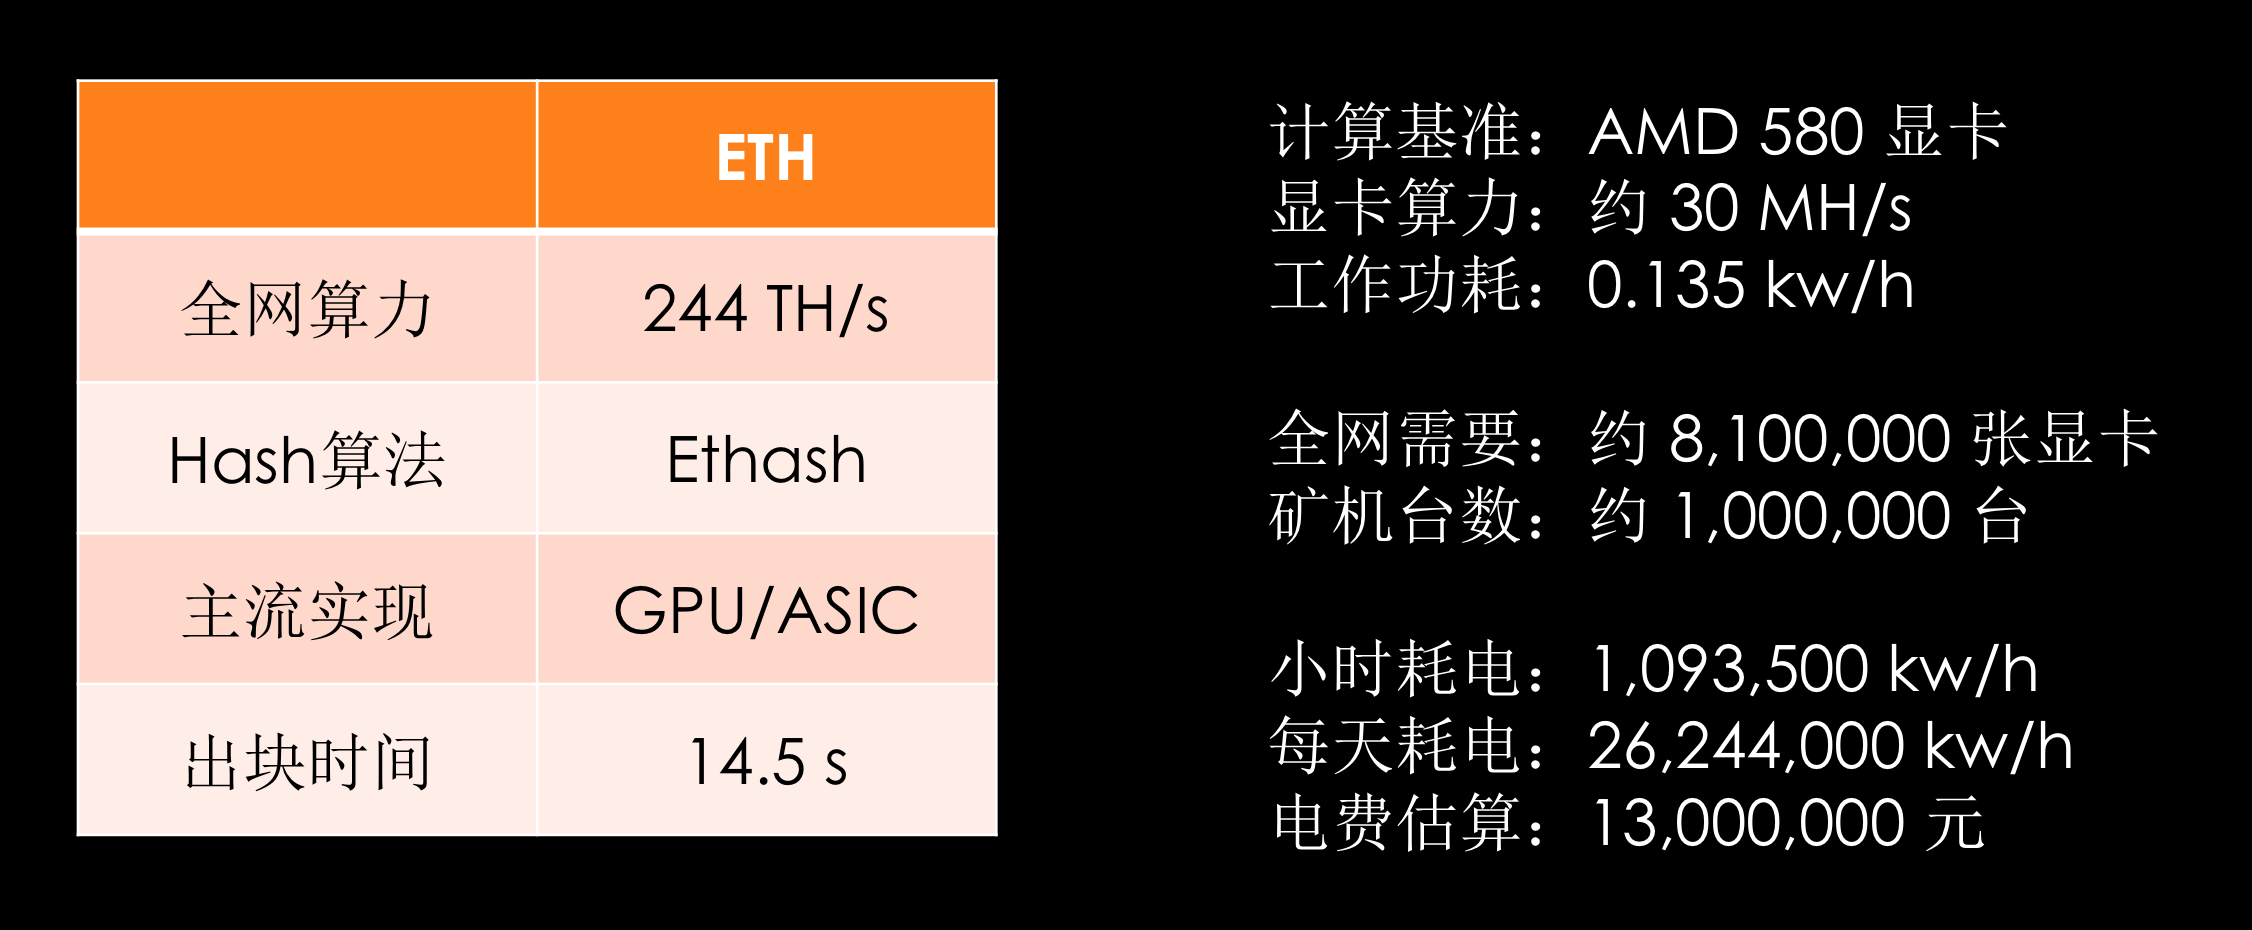 ETH
全网算力 244 TH/s
Hash算法 Ethash
主流实现 GPU/ASIC
出块时间 14.5 s
计算基准：AMD 580 显卡
显卡算力：约 30 MH/s
工作功耗：0.135 kw/h
全网需要：约 8,100,000 张显卡
矿机台数：约 1,000,000 台
小时耗电：1,093,500 kw/h
每天耗电：26,244,000 kw/h
电费估算：13,000,000 元